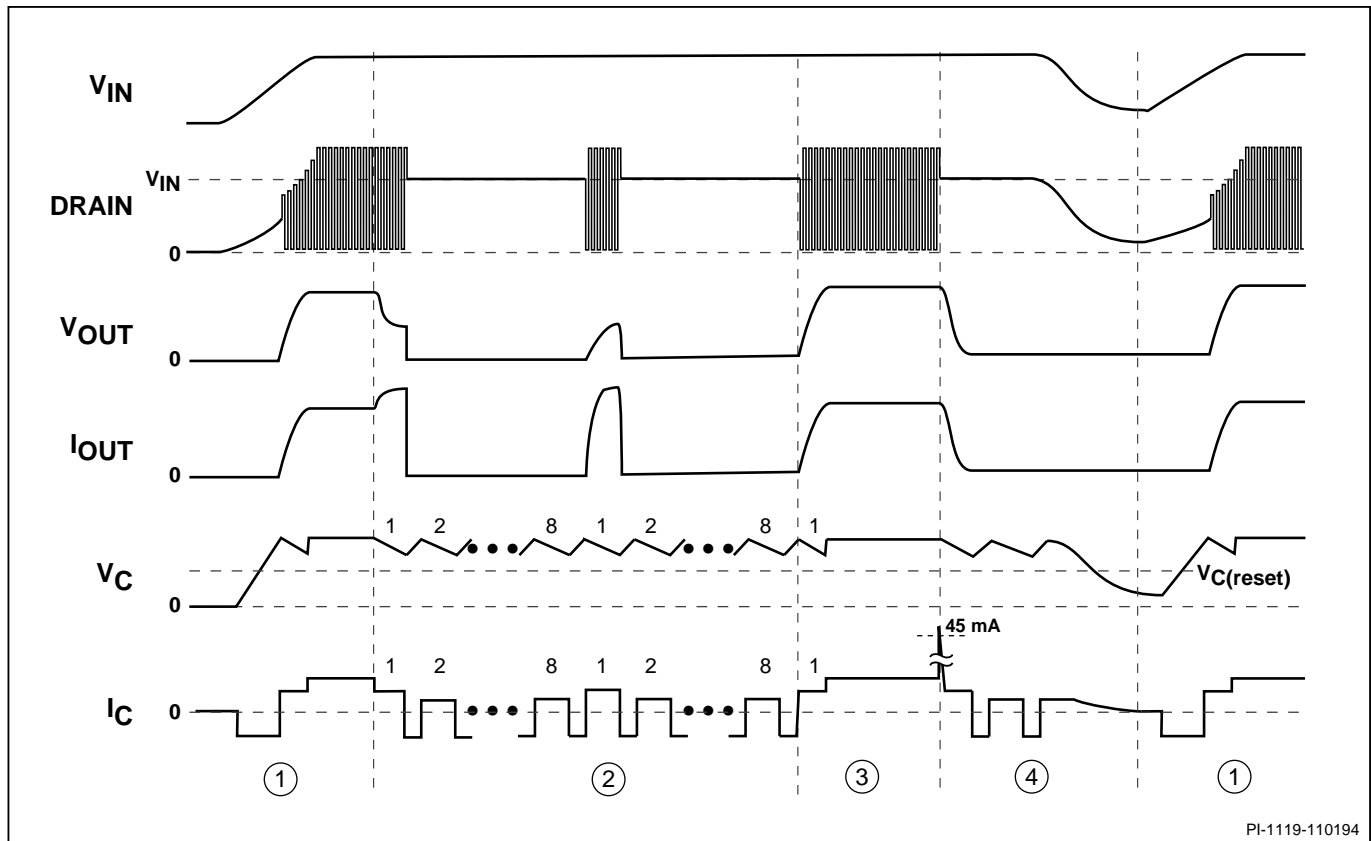 VIN
VIN
DRAIN
0
VOUT
0
IOUT
0
1 2 ••• 8 1 2 ••• 8 1
VC
VC(reset)
0
45 mA
1 2 8 1 2 8 1
IC
0
••• •••
① ② ③ ④ ①
PI-1119-110194